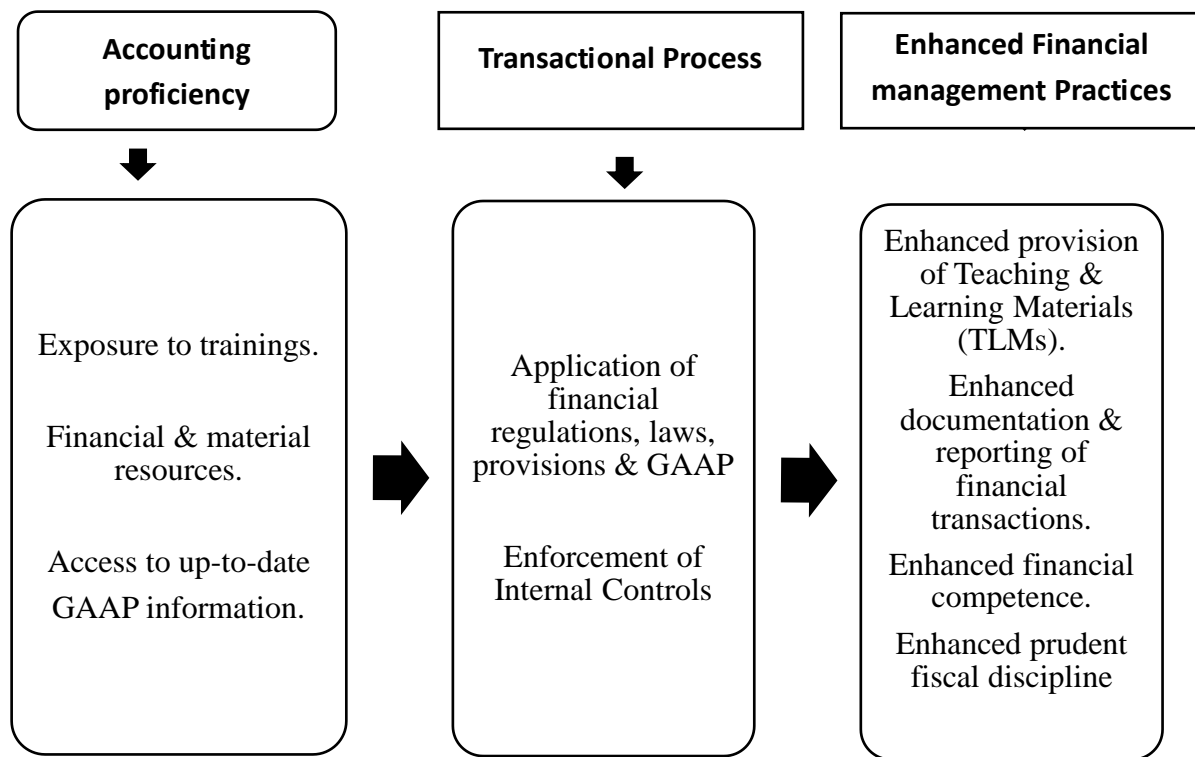 Accounting
proficiency
Transactional Process
Enhanced Financial
management Practices
Exposure to trainings.
Financial & material
resources.
Access to up-to-date
GAAP information.
Application of
financial
regulations, laws,
provisions & GAAP
Enforcement of
Internal Controls
Enhanced provision
of Teaching &
Learning Materials
(TLMs).
Enhanced
documentation &
reporting of
financial
transactions.
Enhanced financial
competence.
Enhanced prudent
fiscal discipline